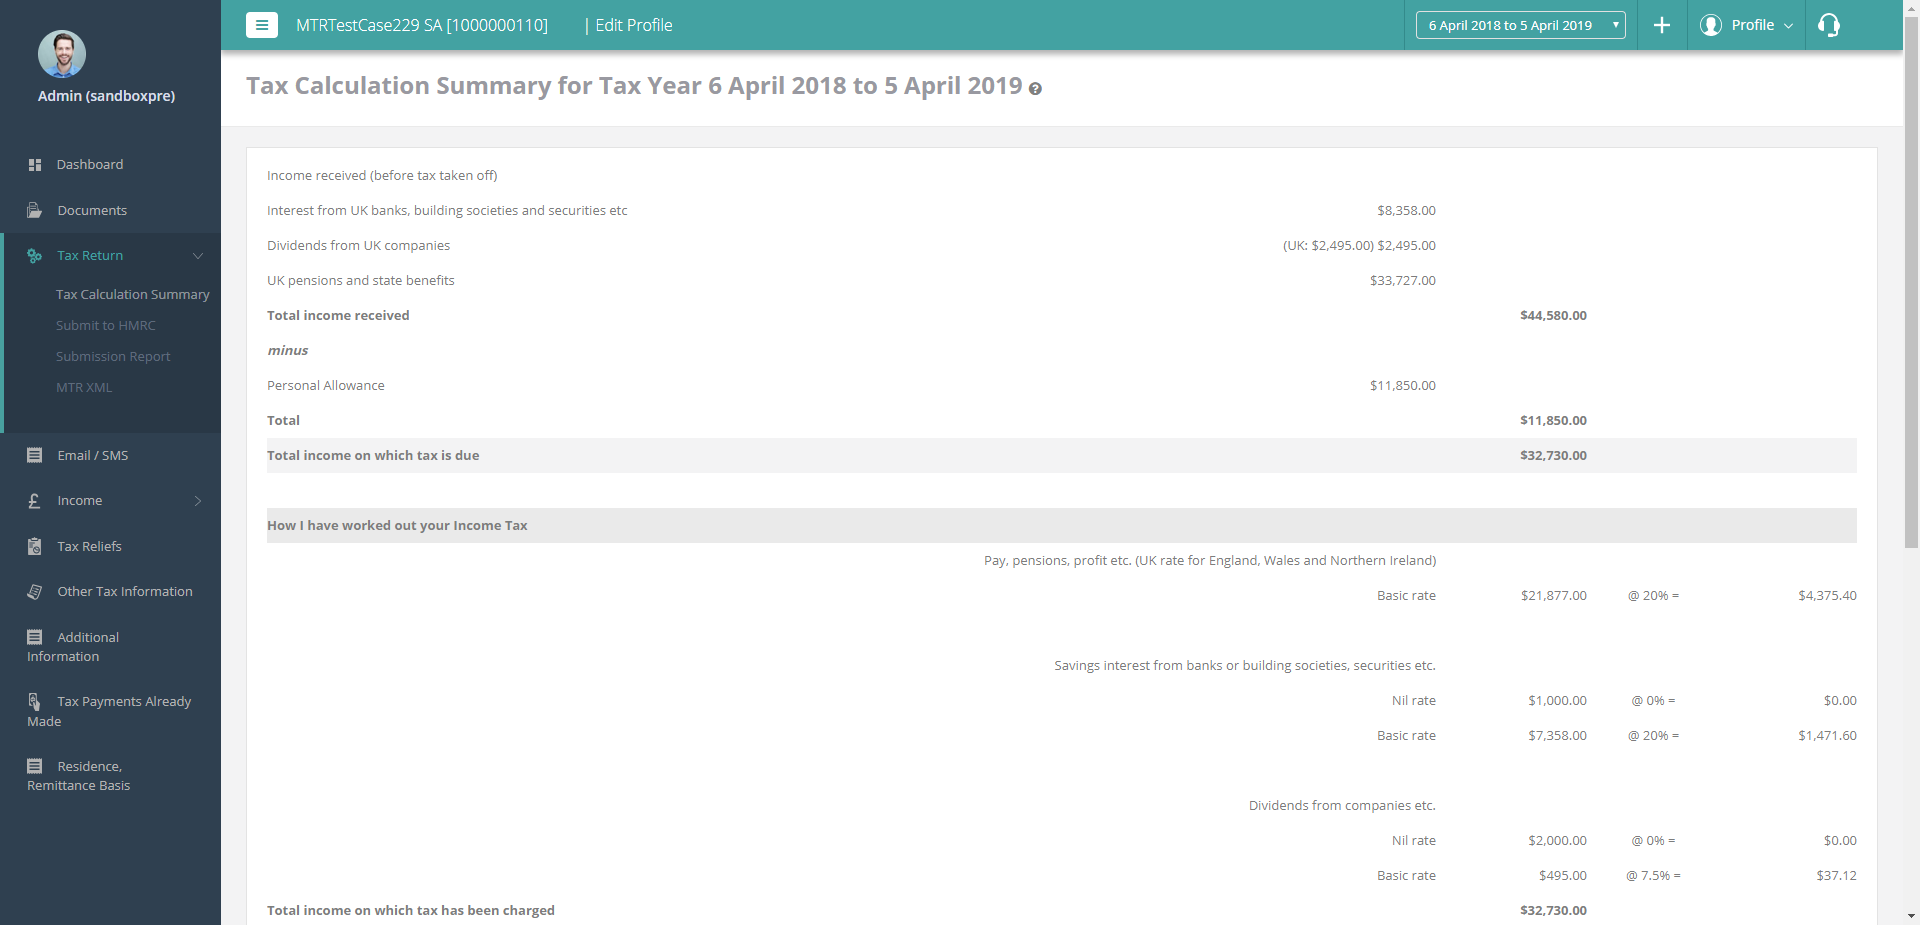 MTRTestCase229 SA [1000000110] | Edit Profile
6 April 2018 to 5 April 2019
Profile
Admin (sandboxpre)
Dashboard
Documents
Tax Return
Tax Calculation Summary
Submit to HMRC
Submission Report
MTR XML
Email / SMS
Income
Tax Reliefs
Other Tax Information
Additional
Information
Tax Payments Already
Made
Residence,
Remittance Basis
Tax Calculation Summary for Tax Year 6 April 2018 to 5 April 2019
Income received (before tax taken off)
Interest from UK banks, building societies and securities etc $8,358.00
Dividends from UK companies (UK: $2,495.00) $2,495.00
UK pensions and state benefits $33,727.00
Total income received $44,580.00
minus
Personal Allowance $11,850.00
Total $11,850.00
Total income on which tax is due $32,730.00
How I have worked out your Income Tax
Pay, pensions, profit etc. (UK rate for England, Wales and Northern Ireland)
Basic rate $21,877.00 @ 20% = $4,375.40
Savings interest from banks or building societies, securities etc.
Nil rate $1,000.00 @ 0% = $0.00
Basic rate $7,358.00 @ 20% = $1,471.60
Dividends from companies etc.
Nil rate $2,000.00 @ 0% = $0.00
Basic rate $495.00 @ 7.5% = $37.12
Total income on which tax has been charged $32,730.00